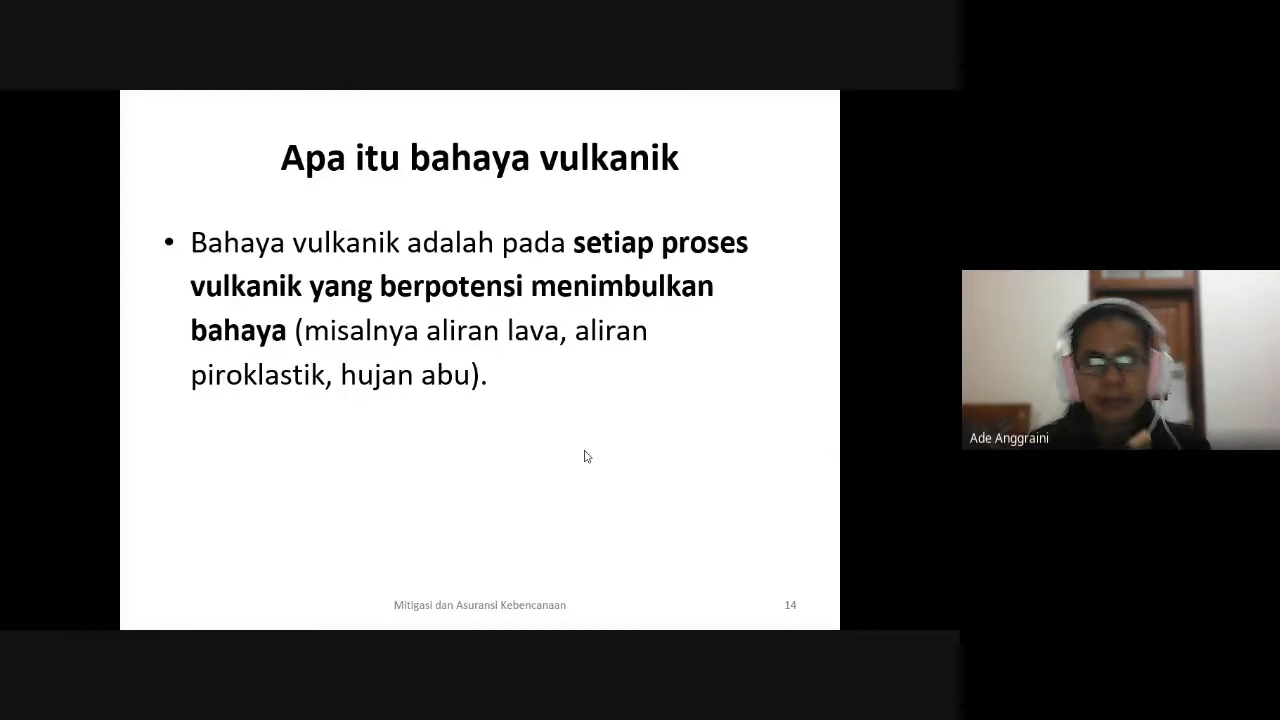 Apa itu bahaya vulkanik
• Bahaya vulkanik adalah pada setiap proses
vulkanik yang berpotensi menimbulkan
bahaya (misalnya aliran lava, aliran
piroklastik, hujan abu).
Mitigasi dan Asuransi Kebencanaan
14
Ade Anggraini